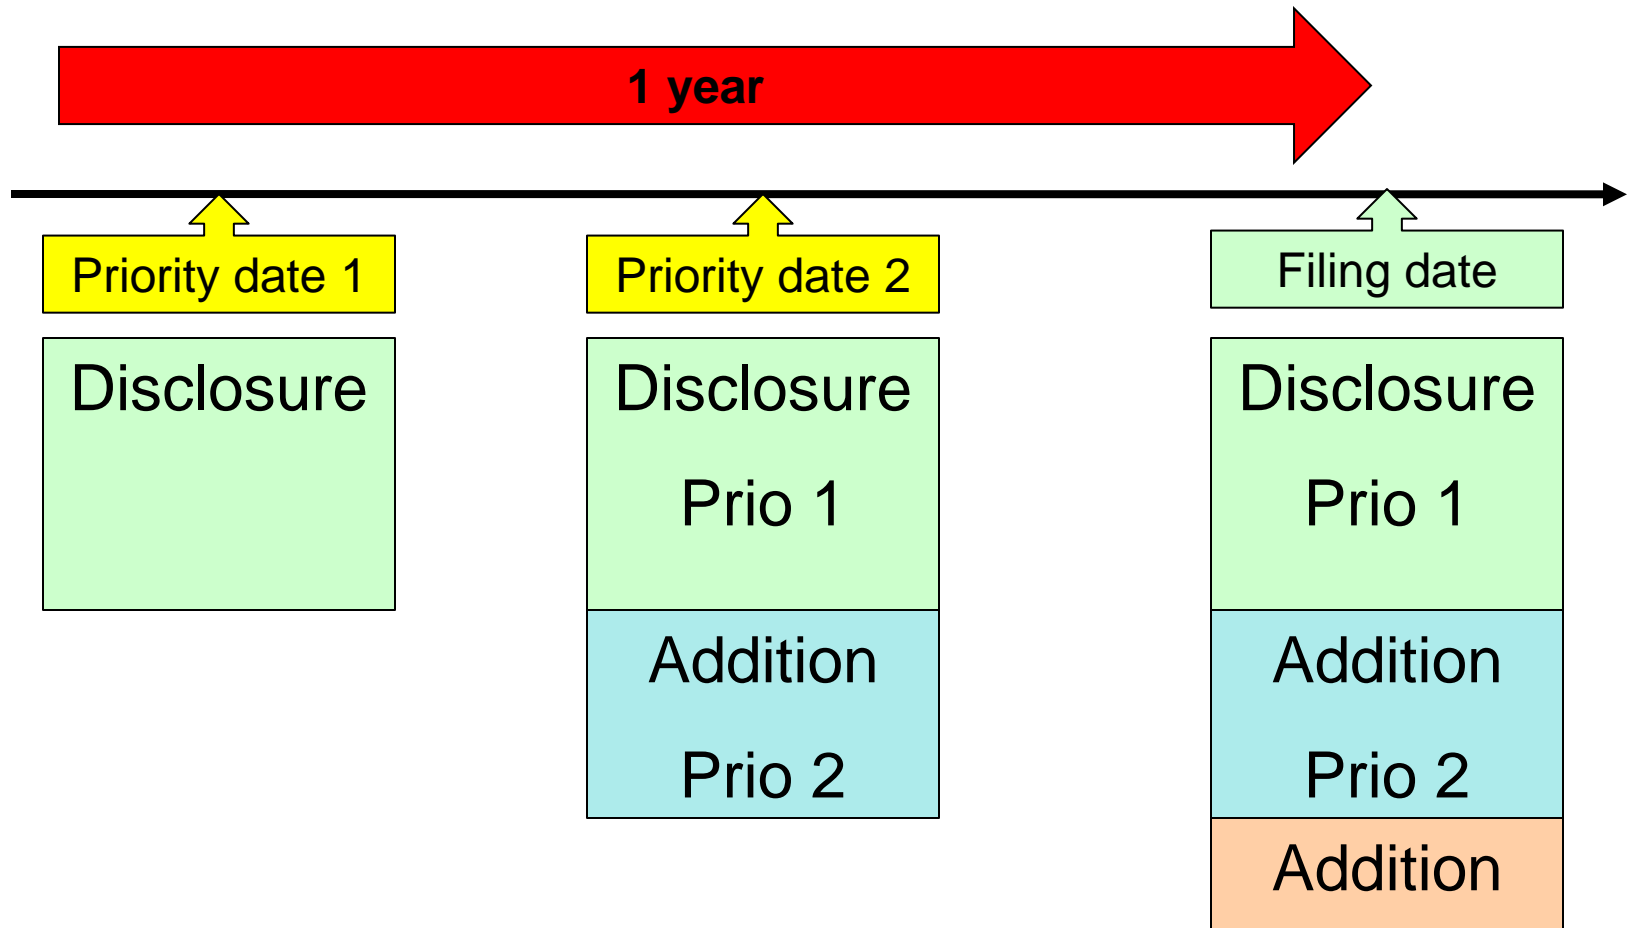 1 year
Priority date 1
Priority date 2
Filing date
Disclosure
Disclosure
Prio 1
Addition
Prio 2
Disclosure
Prio 1
Addition
Prio 2
Addition